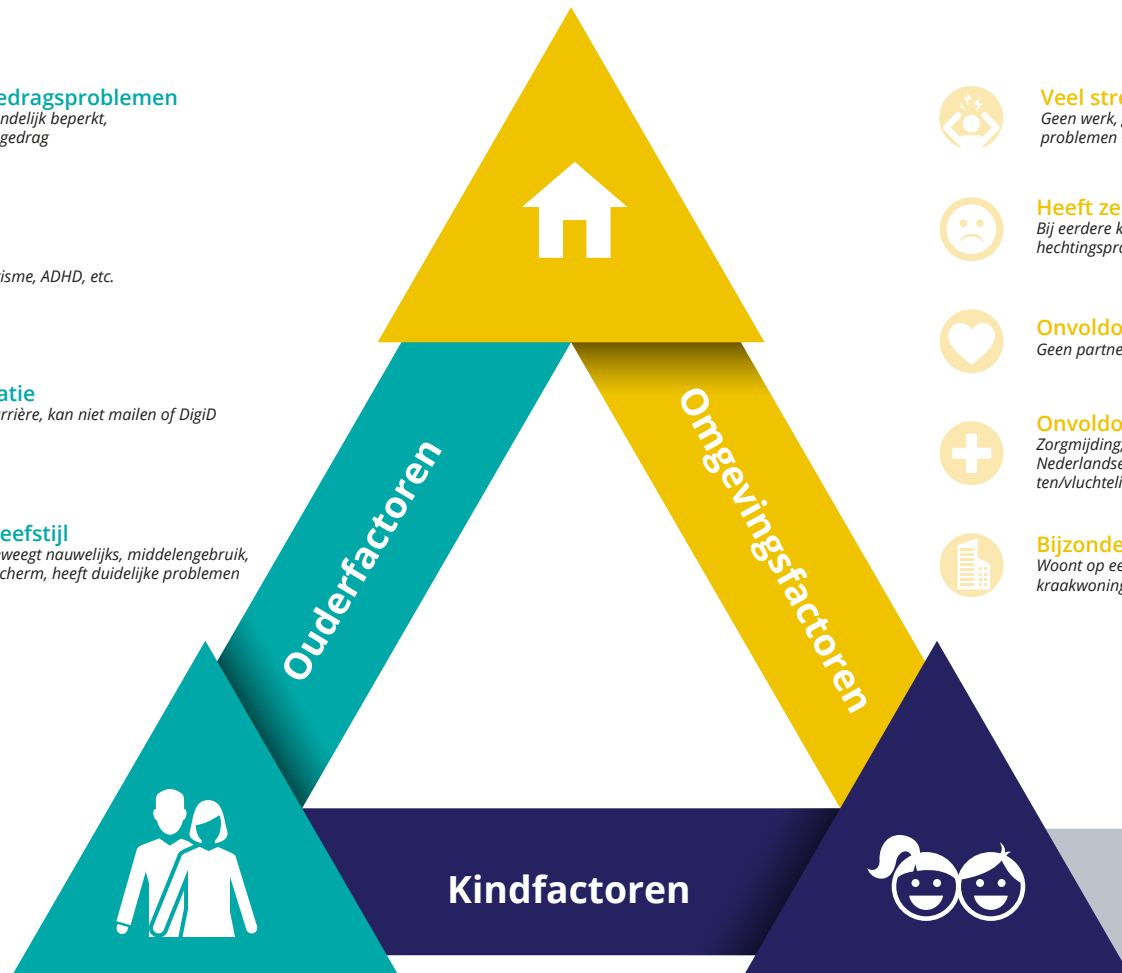 edragsproblemen
ndelijk beperkt,
gedrag
isme, ADHD, etc.
atie
rrière, kan niet mailen of DigiD
eefstijl
weegt nauwelijks, middelengebruik,
cherm, heeft duidelijke problemen
Ouderfactoren
Omgevingsfactoren
Kindfactoren
Veel stre
Geen werk,
problemen
Heeft ze
Bij eerdere k
hechtingspro
Onvoldo
Geen partne
Onvoldo
Zorgmijding,
Nederlandse
ten/vluchteli
Bijzonde
Woont op ee
kraakwoning